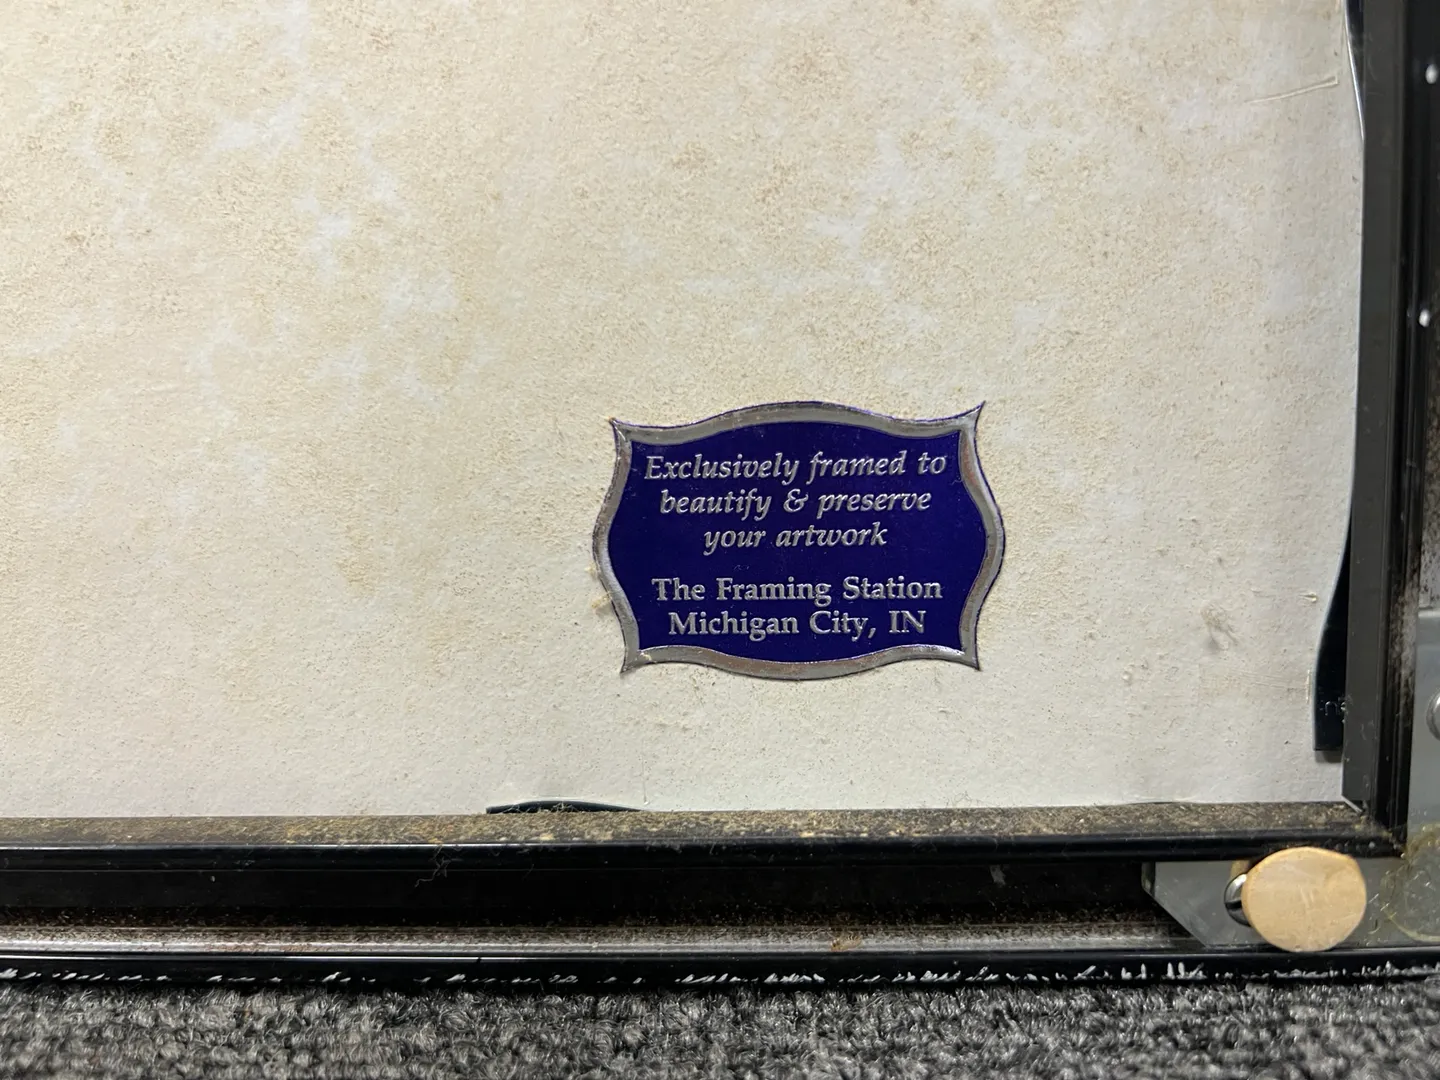 Exclusively framed to
beautify & preserve
your artwork
The Framing Station
Michigan City, IN